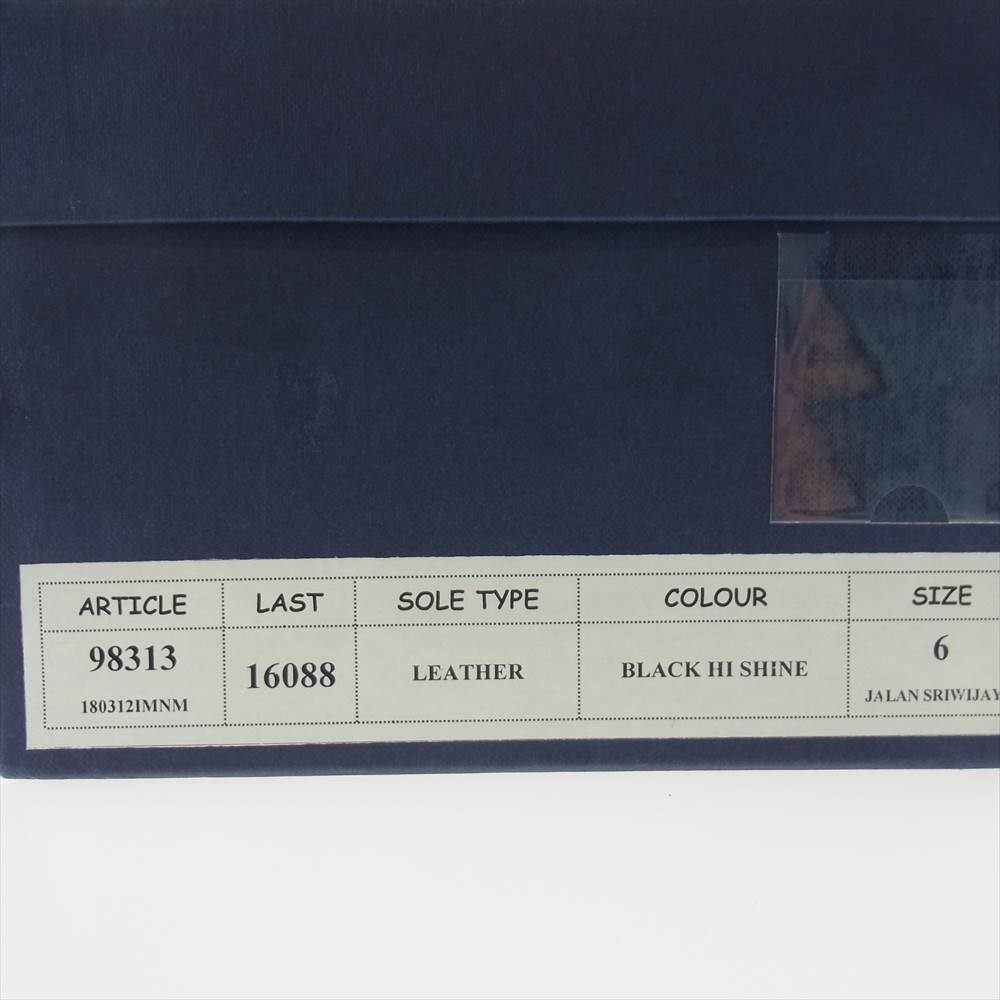 ARTICLE LAST SOLE TYPE COLOUR SIZE
98313 16088 LEATHER BLACK HI SHINE 6
180312IMNM JALAN SRIWIJAY